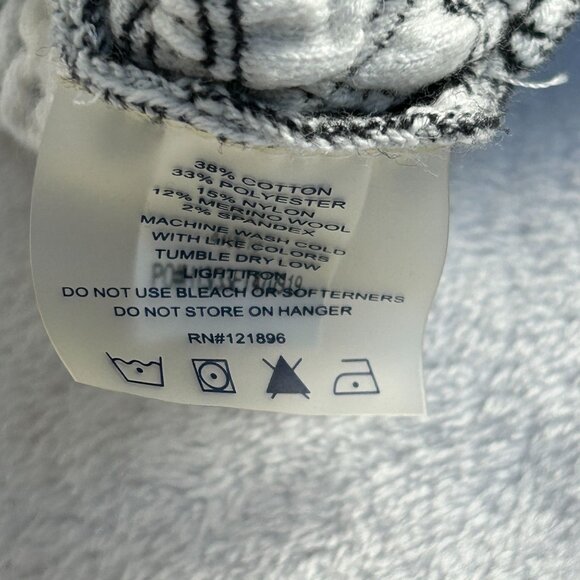 38% COTTON
33% POLYESTER
15% NYLON
12% MERINO WOOL
2% SPANDEX
MACHINE WASH COLD
WITH LIKE COLORS
TUMBLE DRY LOW
LIGHT IRON
DO NOT USE BLEACH OR SOFTERNERS
DO NOT STORE ON HANGER
RN#121896